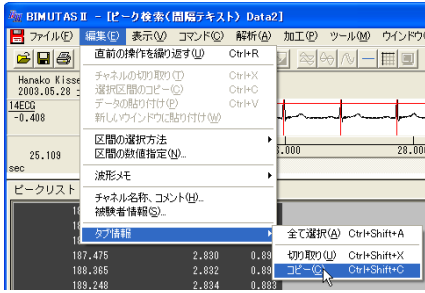 BIMUTAS II - [ピーク検索(間隔テキスト) Data2]
ファイル(F) 編集(E) 表示(V) コマンド(C) 解析(A) 加工(P) ツール(M) ウインドウ
直前の操作を繰り返す(U) Ctrl+R
チャネルの切り取り(T) Ctrl+X
選択区間のコピー(C) Ctrl+C
データの貼り付け(P) Ctrl+V
新しいウインドウに貼り付け(W)
区間の選択方法
区間の数値指定(N)...
波形メモ
チャネル名称、コメント(H)...
被験者情報(S)...
タブ情報
全て選択(A) Ctrl+Shift+A
切り取り(U) Ctrl+Shift+X
コピー(C) Ctrl+Shift+C
Hanako Kisse
2003.05.28
14ECG
-0.408
25.109
sec
5.000 28.000
ピークリスト
187.475 2.830 0.89
188.365 2.832 0.89
189.248 2.834 0.883